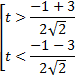 [t > (-1 + 3)/(2√2)
[t < (-1 - 3)/(2√2)